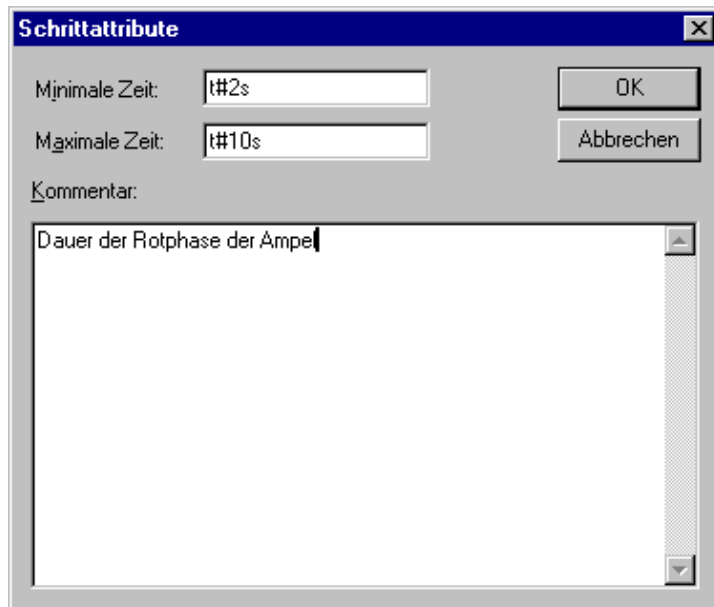 Schrittattribute
Minimale Zeit: t#2s OK
Maximale Zeit: t#10s Abbrechen
Kommentar:
Dauer der Rotphase der Ampel